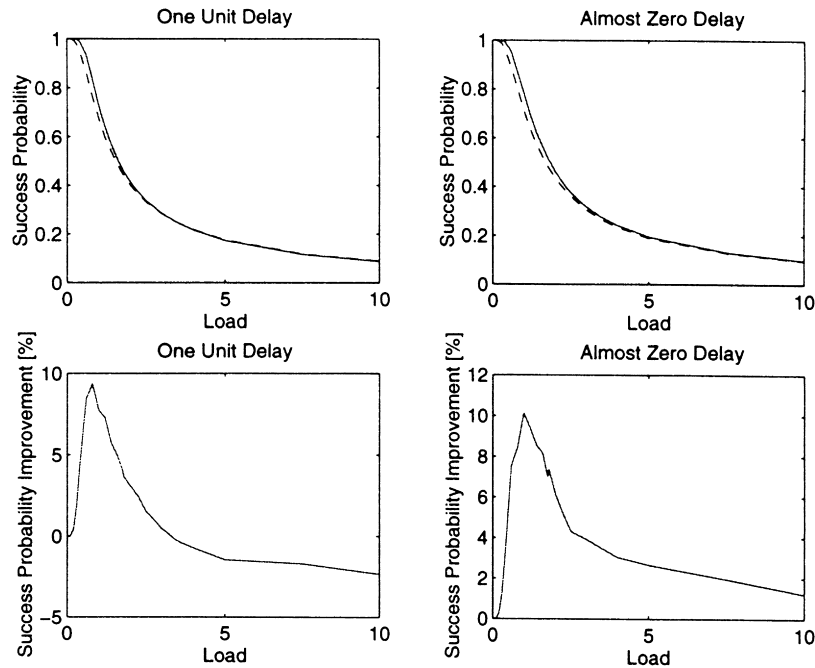 One Unit Delay
1
0.8
0.6
0.4
0.2
0
0
5
10
Success Probability
Load
Almost Zero Delay
1
0.8
0.6
0.4
0.2
0
0
5
10
Success Probability
Load
One Unit Delay
10
5
0
−5
0
5
10
Success Probability Improvement [%]
Load
Almost Zero Delay
12
10
8
6
4
2
0
0
5
10
Success Probability Improvement [%]
Load